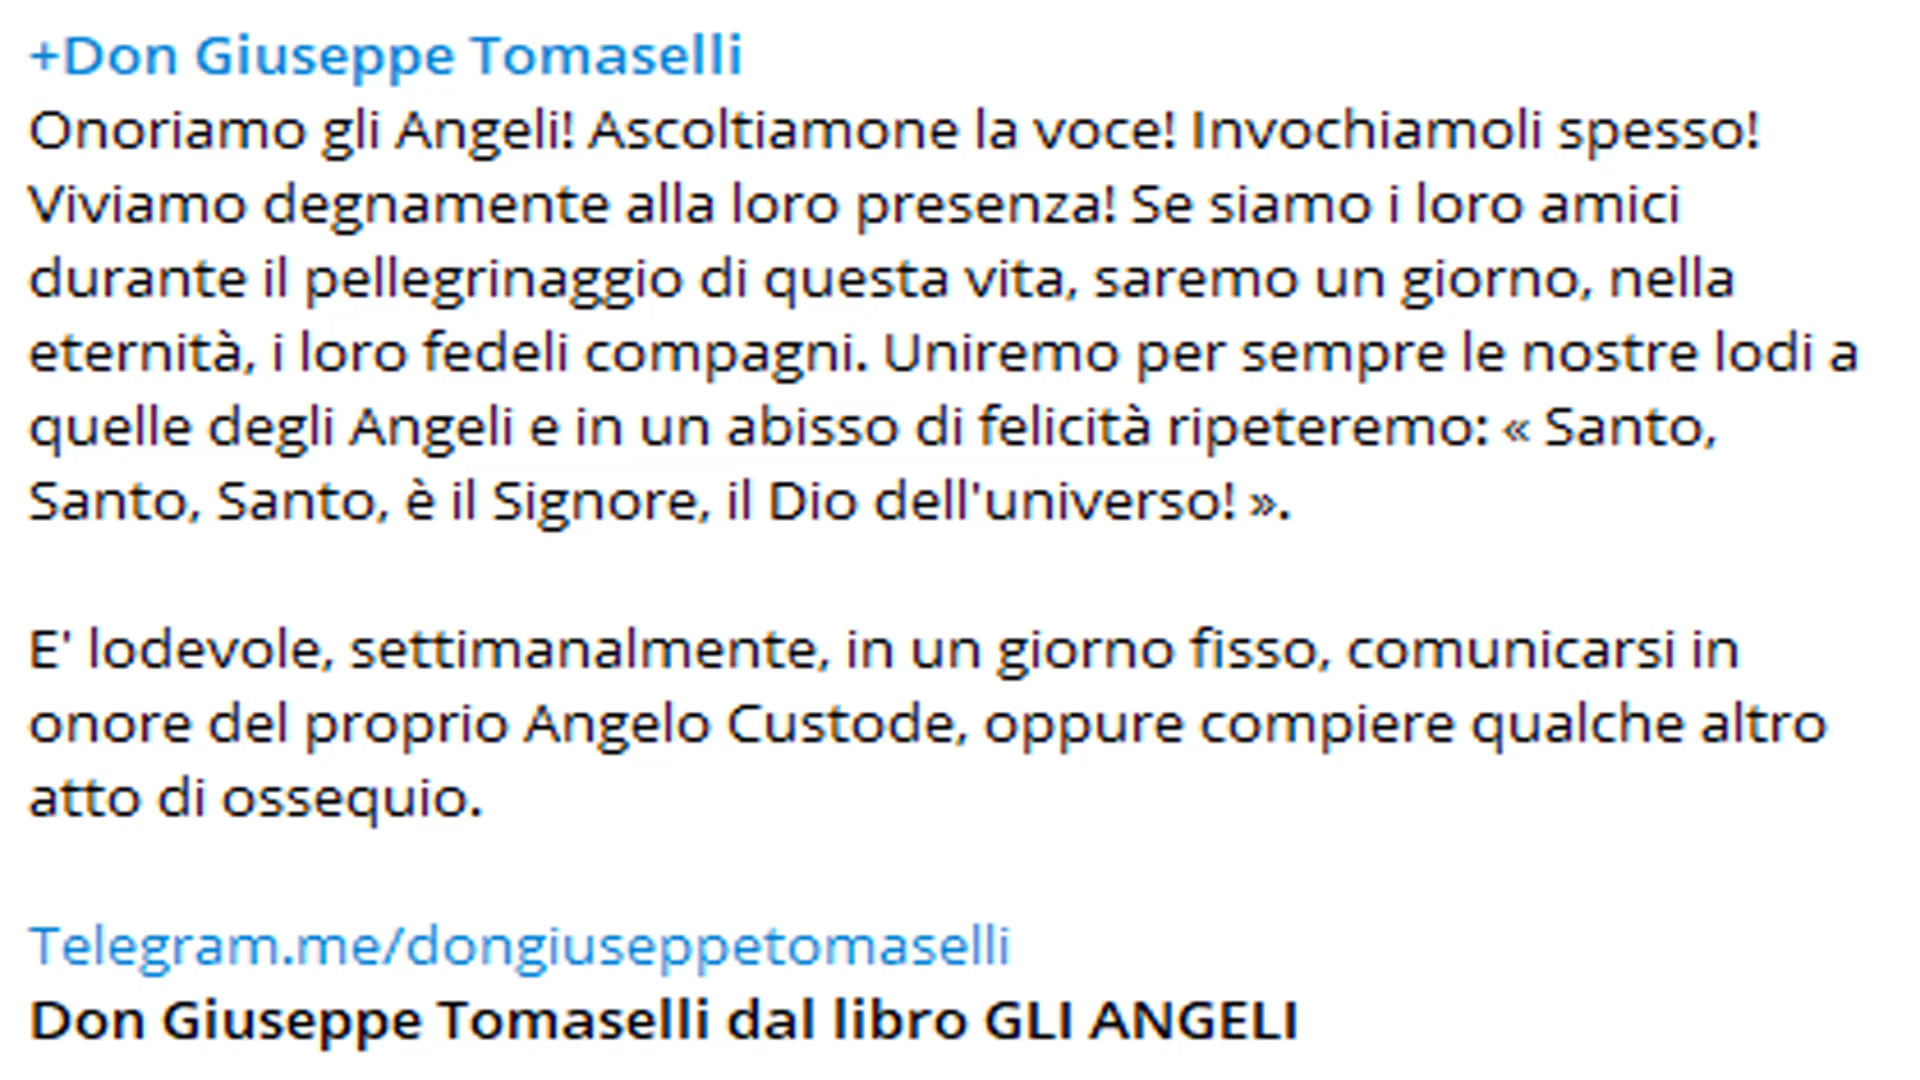 +Don Giuseppe Tomaselli
Onoriamo gli Angeli! Ascoltiamone la voce! Invochiamoli spesso!
Viviamo degnamente alla loro presenza! Se siamo i loro amici
durante il pellegrinaggio di questa vita, saremo un giorno, nella
eternità, i loro fedeli compagni. Uniremo per sempre le nostre lodi a
quelle degli Angeli e in un abisso di felicità ripeteremo: « Santo,
Santo, Santo, è il Signore, il Dio dell'universo! ».
E' lodevole, settimanalmente, in un giorno fisso, comunicarsi in
onore del proprio Angelo Custode, oppure compiere qualche altro
atto di ossequio.
Telegram.me/dongiuseppetomaselli
Don Giuseppe Tomaselli dal libro GLI ANGELI